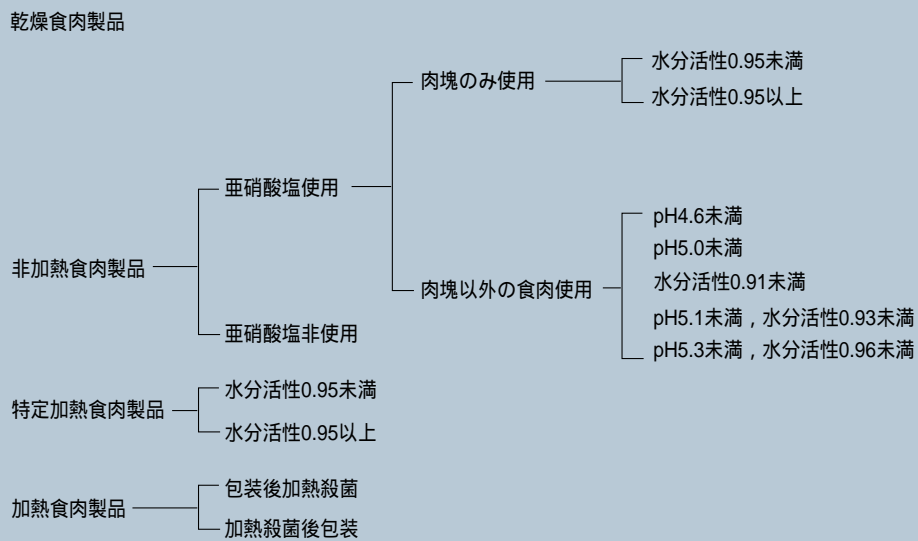 乾燥食肉製品
水分活性0.95未満
肉塊のみ使用
水分活性0.95以上
亜硝酸塩使用
pH4.6未満
pH5.0未満
非加熱食肉製品
水分活性0.91未満
肉塊以外の食肉使用
pH5.1未満，水分活性0.93未満
亜硝酸塩非使用
pH5.3未満，水分活性0.96未満
水分活性0.95未満
特定加熱食肉製品
水分活性0.95以上
包装後加熱殺菌
加熱食肉製品
加熱殺菌後包装